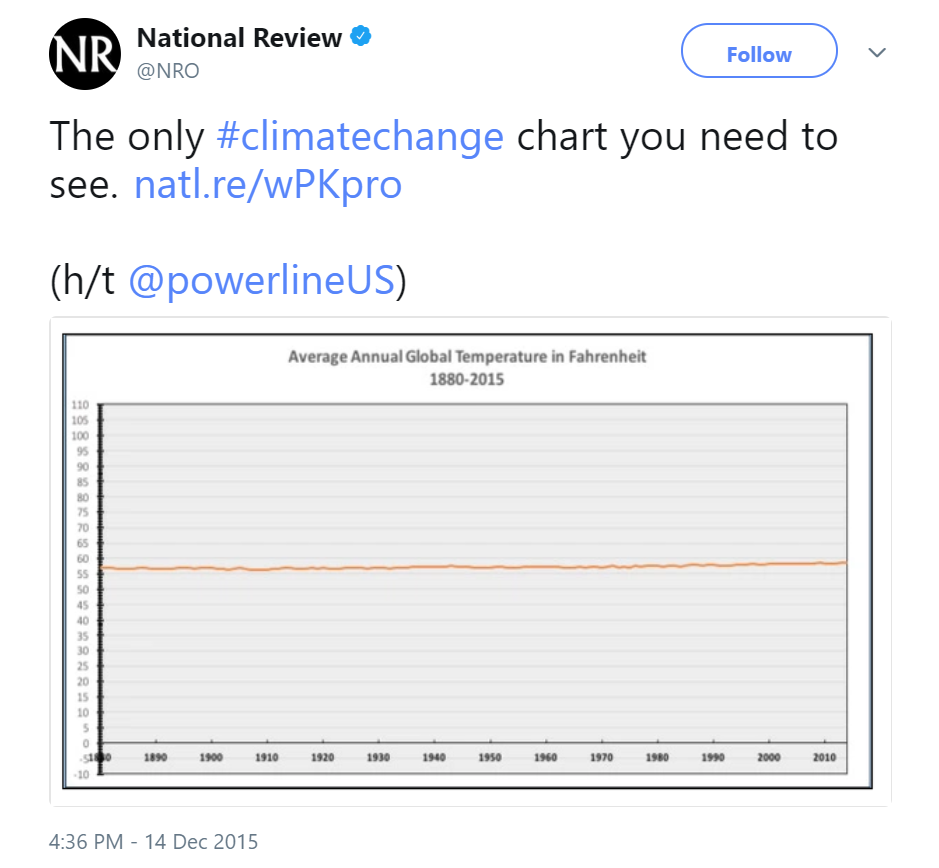 NR
National Review
@NRO
Follow
The only #climatechange chart you need to
see. natl.re/wPKpro
(h/t @powerlineUS)
Average Annual Global Temperature in Fahrenheit
1880-2015
110
105
100
95
90
85
80
75
70
65
60
55
50
45
40
35
30
25
20
15
10
5
0
-5
1880 1890 1900 1910 1920 1930 1940 1950 1960 1970 1980 1990 2000 2010
-10
4:36 PM - 14 Dec 2015